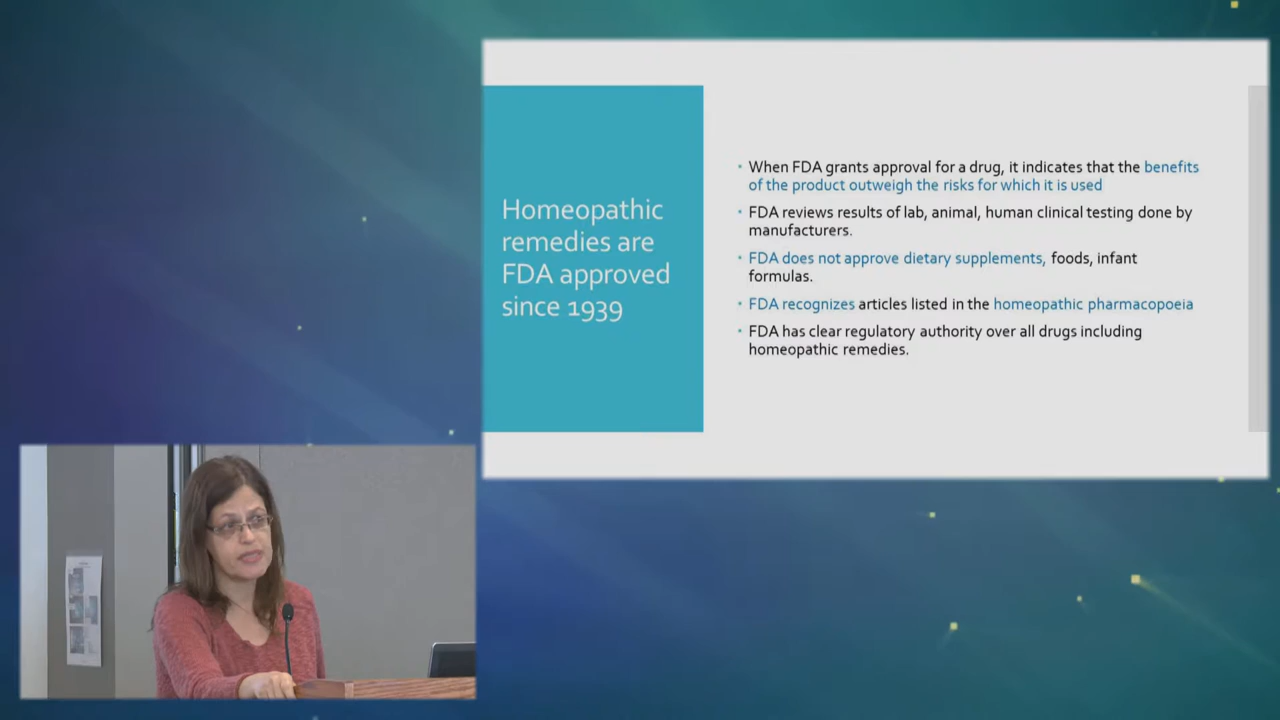 Homeopathic
remedies are
FDA approved
since 1939
• When FDA grants approval for a drug, it indicates that the benefits
of the product outweigh the risks for which it is used
• FDA reviews results of lab, animal, human clinical testing done by
manufacturers.
• FDA does not approve dietary supplements, foods, infant
formulas.
• FDA recognizes articles listed in the homeopathic pharmacopoeia
• FDA has clear regulatory authority over all drugs including
homeopathic remedies.